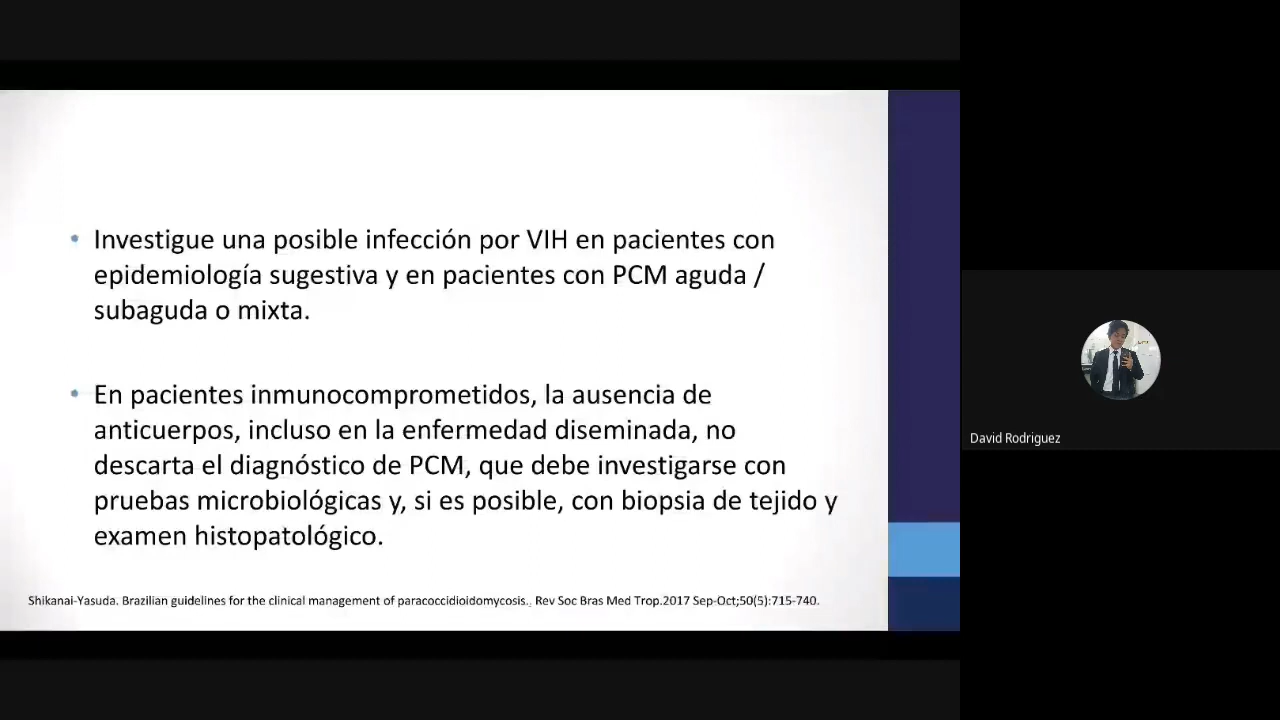 • Investigue una posible infección por VIH en pacientes con
epidemiología sugestiva y en pacientes con PCM aguda /
subaguda o mixta.
• En pacientes inmunocomprometidos, la ausencia de
anticuerpos, incluso en la enfermedad diseminada, no
descarta el diagnóstico de PCM, que debe investigarse con
pruebas microbiológicas y, si es posible, con biopsia de tejido y
examen histopatológico.
Shikanai-Yasuda. Brazilian guidelines for the clinical management of paracoccidioidomycosis., Rev Soc Bras Med Trop.2017 Sep-Oct;50(5):715-740.
David Rodriguez